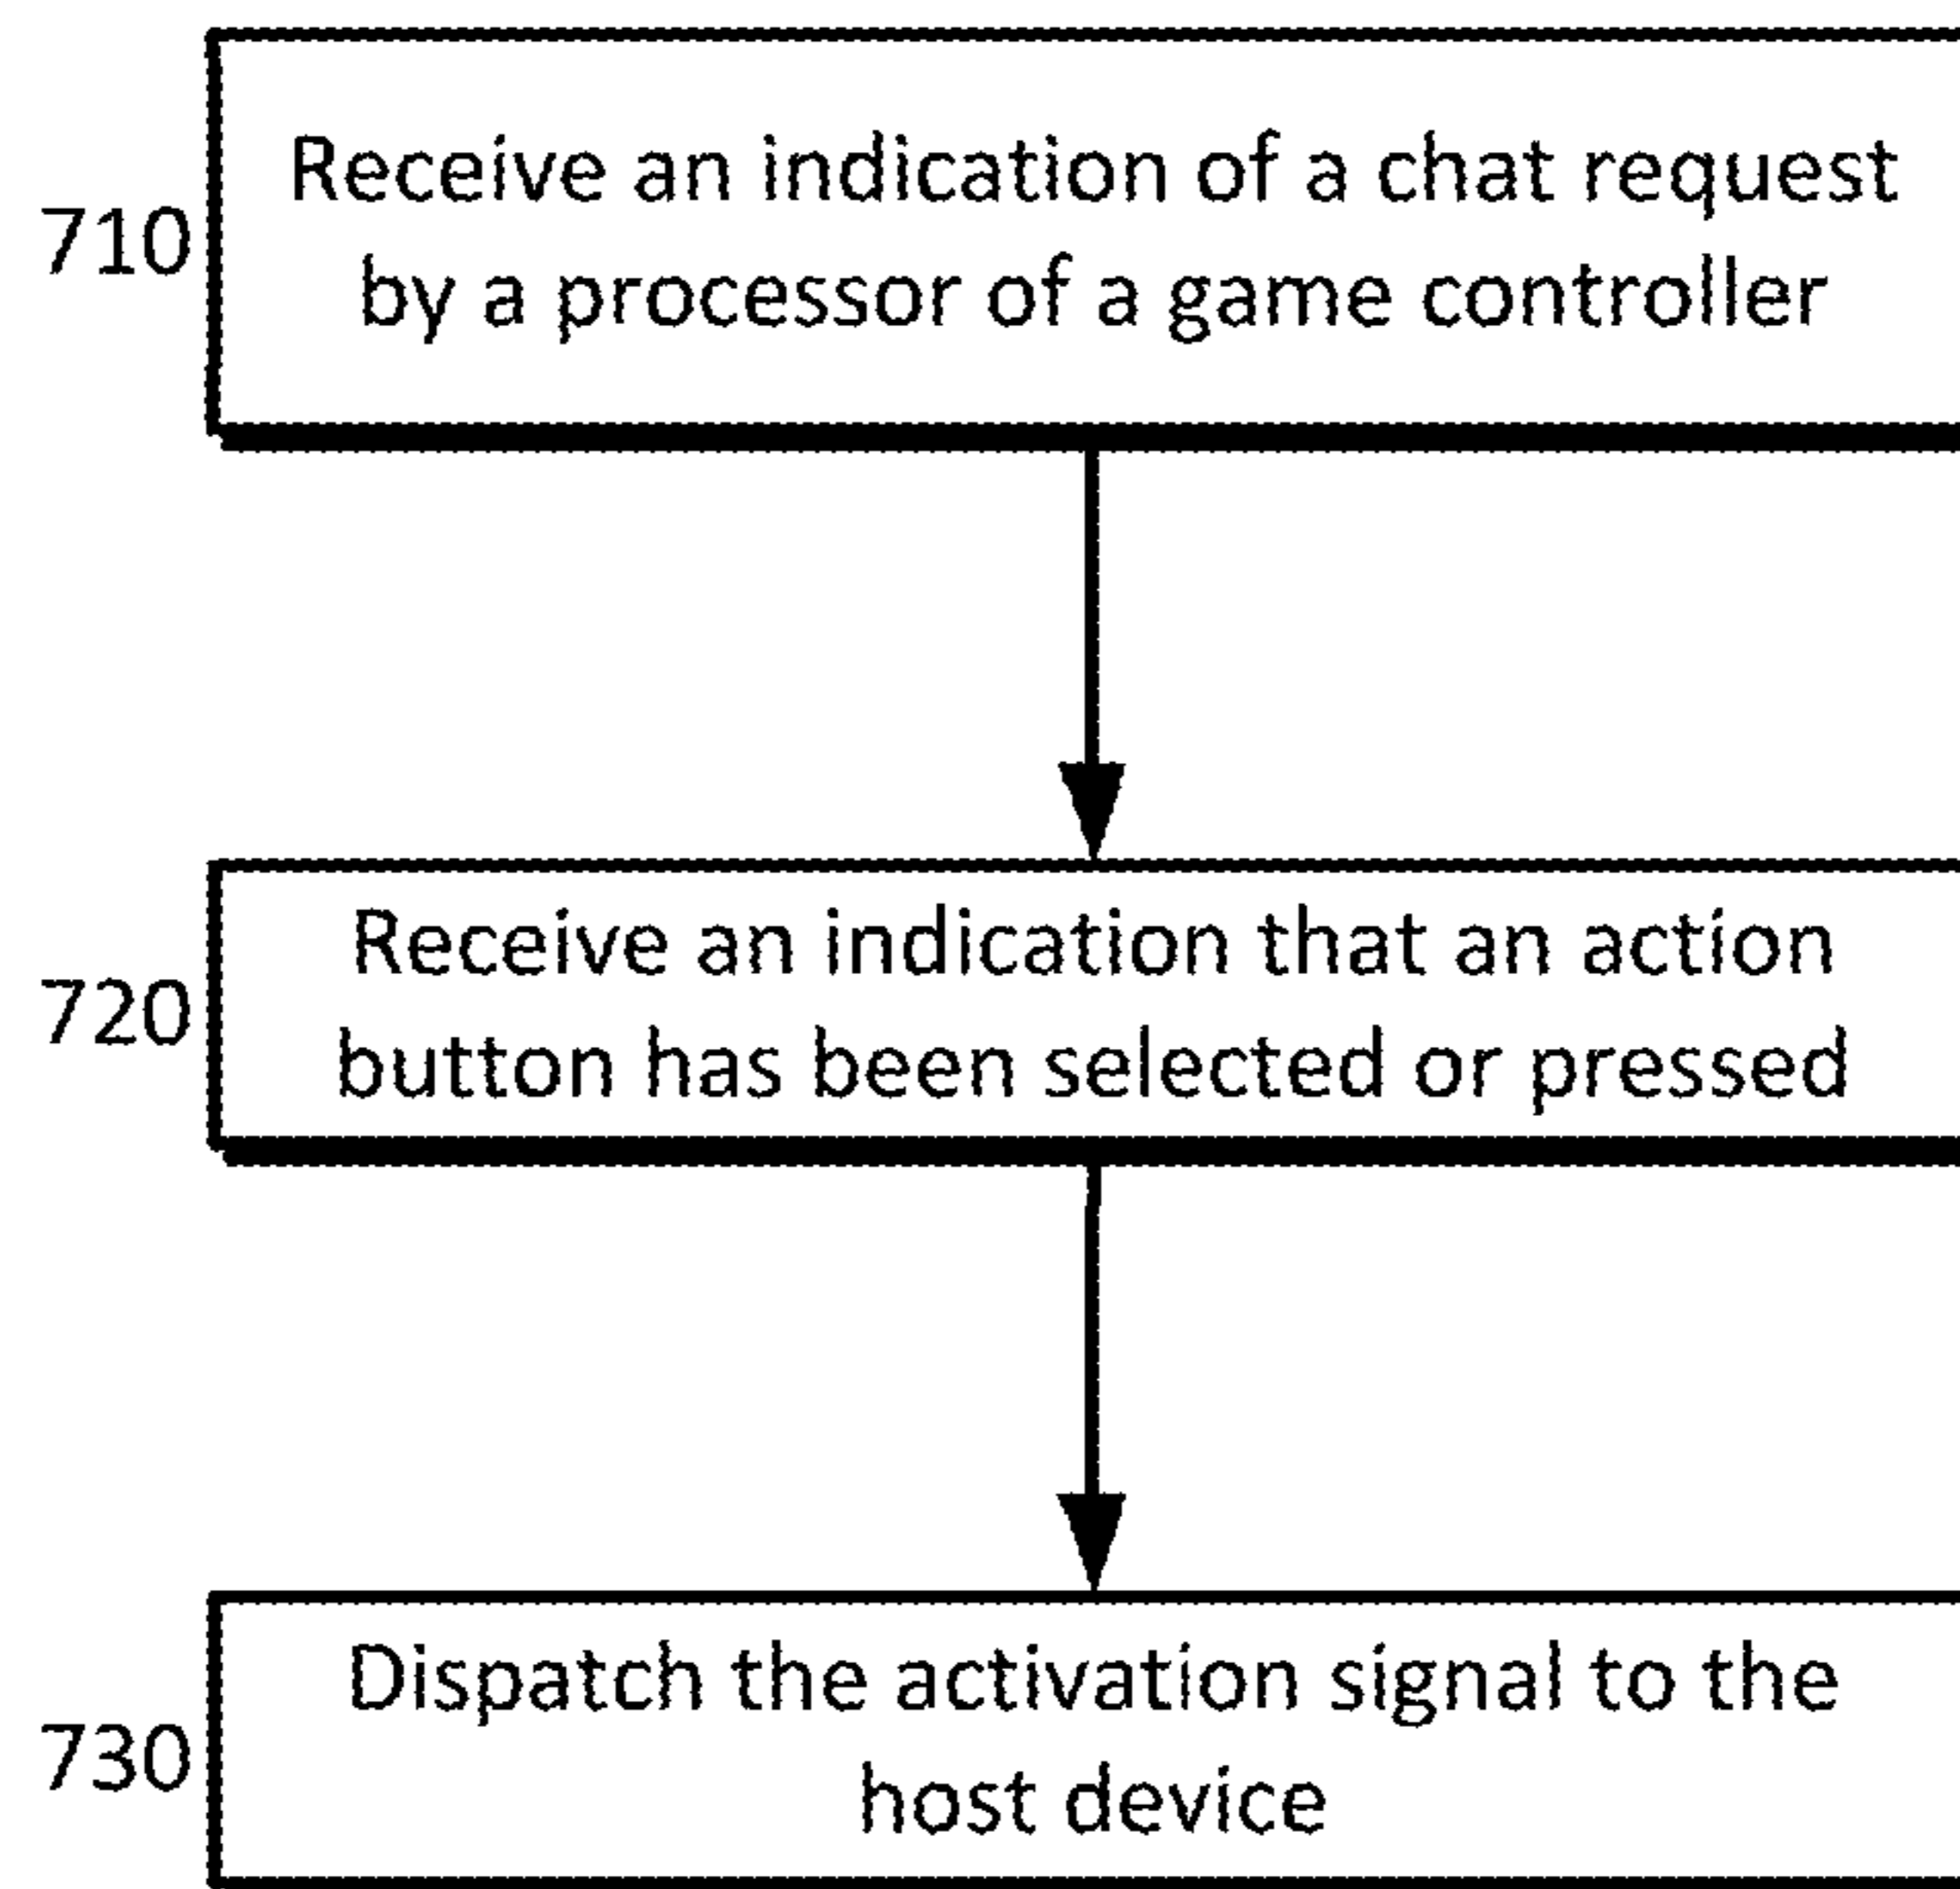 Receive an indication of a chat request
710
by a processor of a game controller
Receive an indication that an action
720
button has been selected or pressed
Dispatch the activation signal to the
730
host device